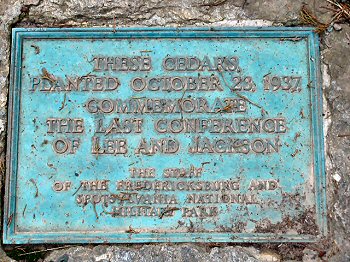 THESE CEDARS,
PLANTED OCTOBER 23, 1937,
COMMEMORATE
THE LAST CONFERENCE
OF LEE AND JACKSON
THE STAFF
OF THE FREDERICKSBURG AND
SPOTSYLVANIA NATIONAL
MILITARY PARK